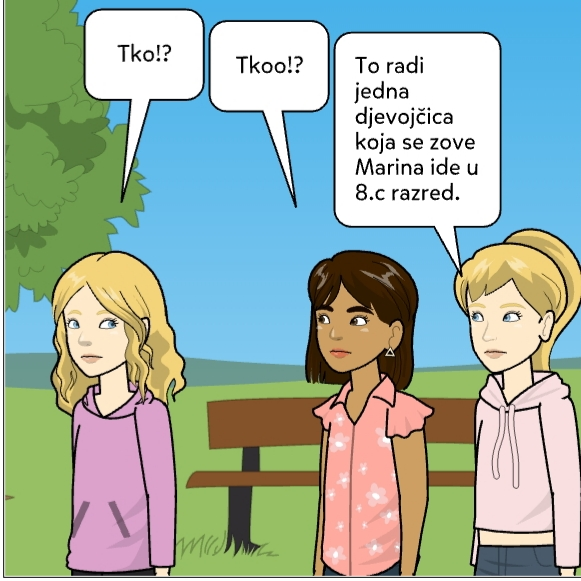 Tko!?
Tkoo!?
To radi
jedna
djevojčica
koja se zove
Marina ide u
8.c razred.